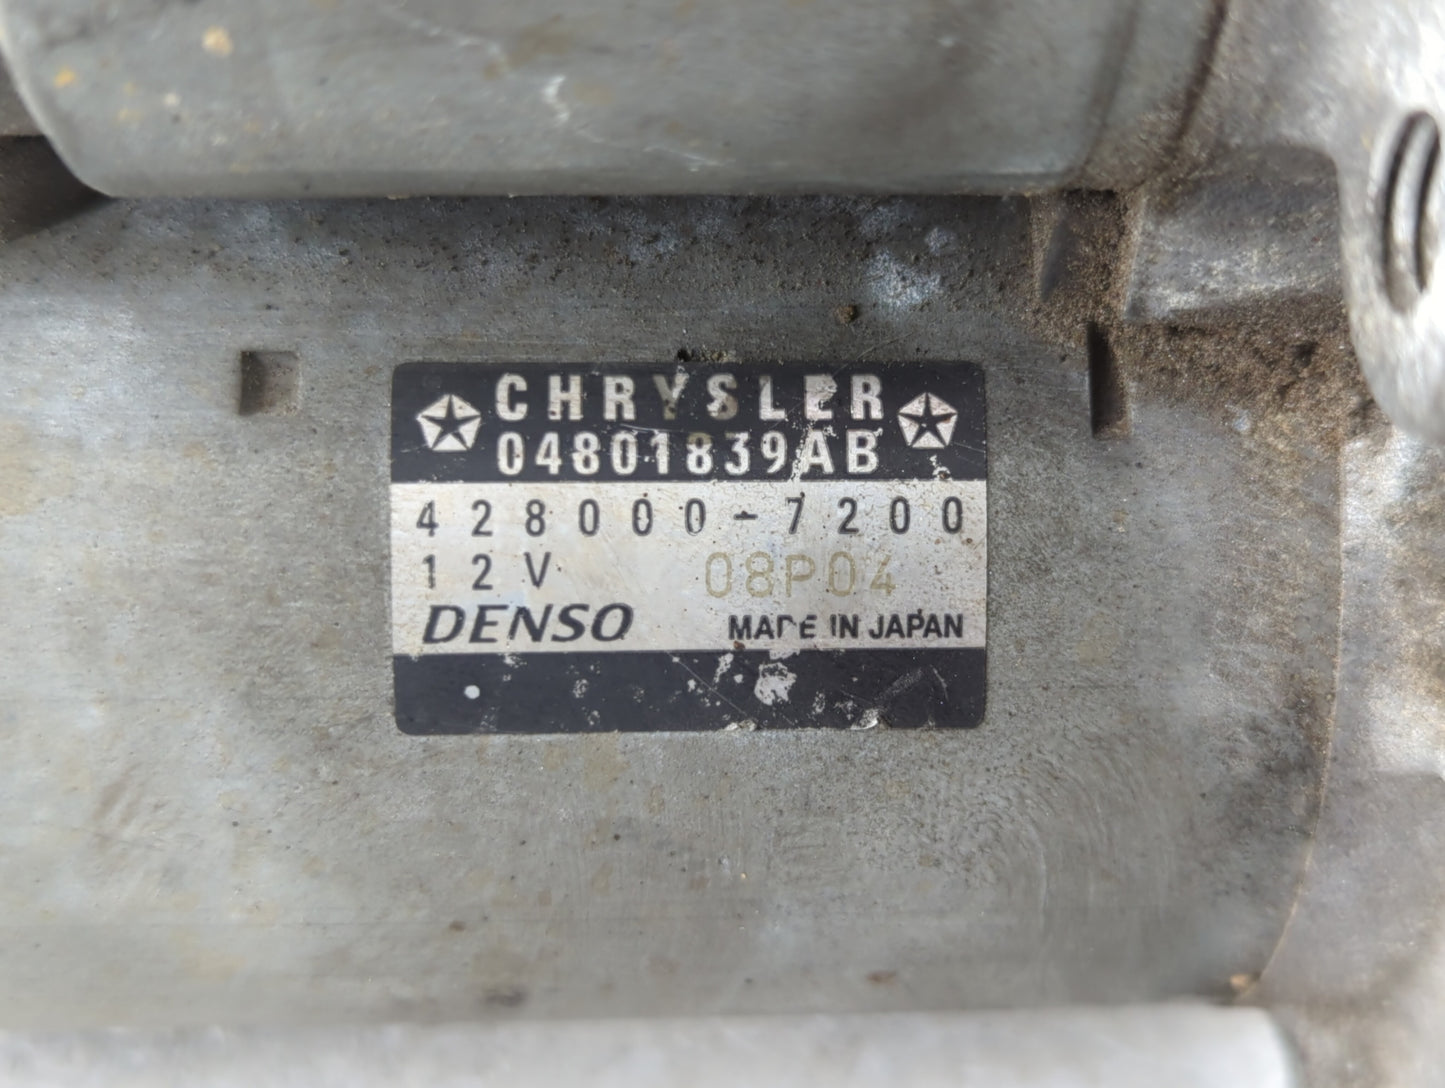 CHRYSLER
04801839AB
428000-7200
12V 08P04
DENSO MADE IN JAPAN